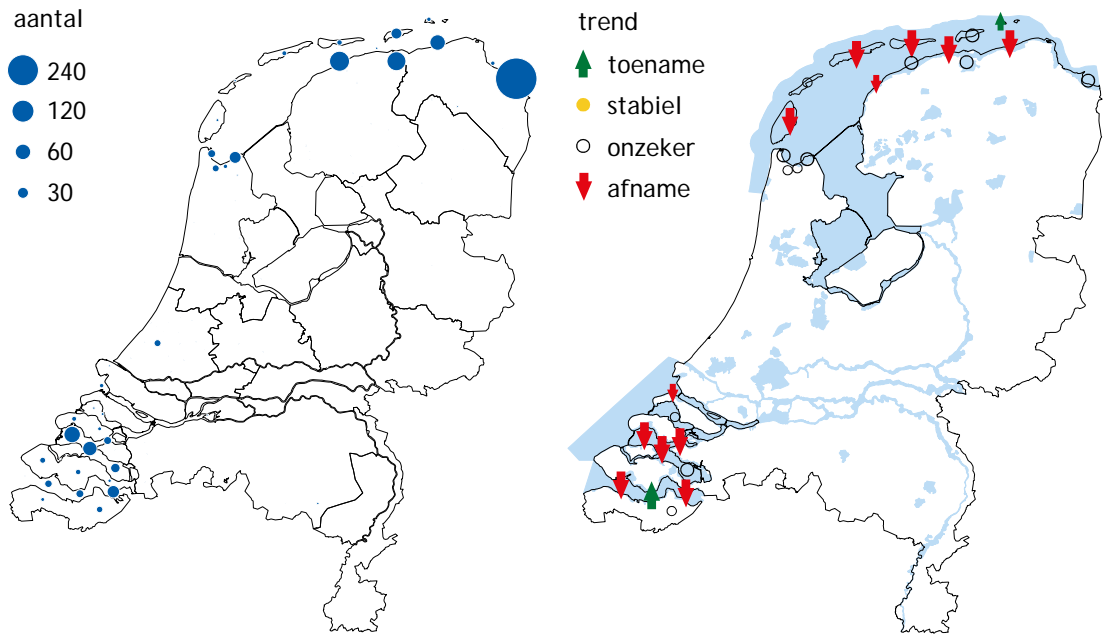 aantal
240
120
60
30
trend
toename
stabiel
onzeker
afname